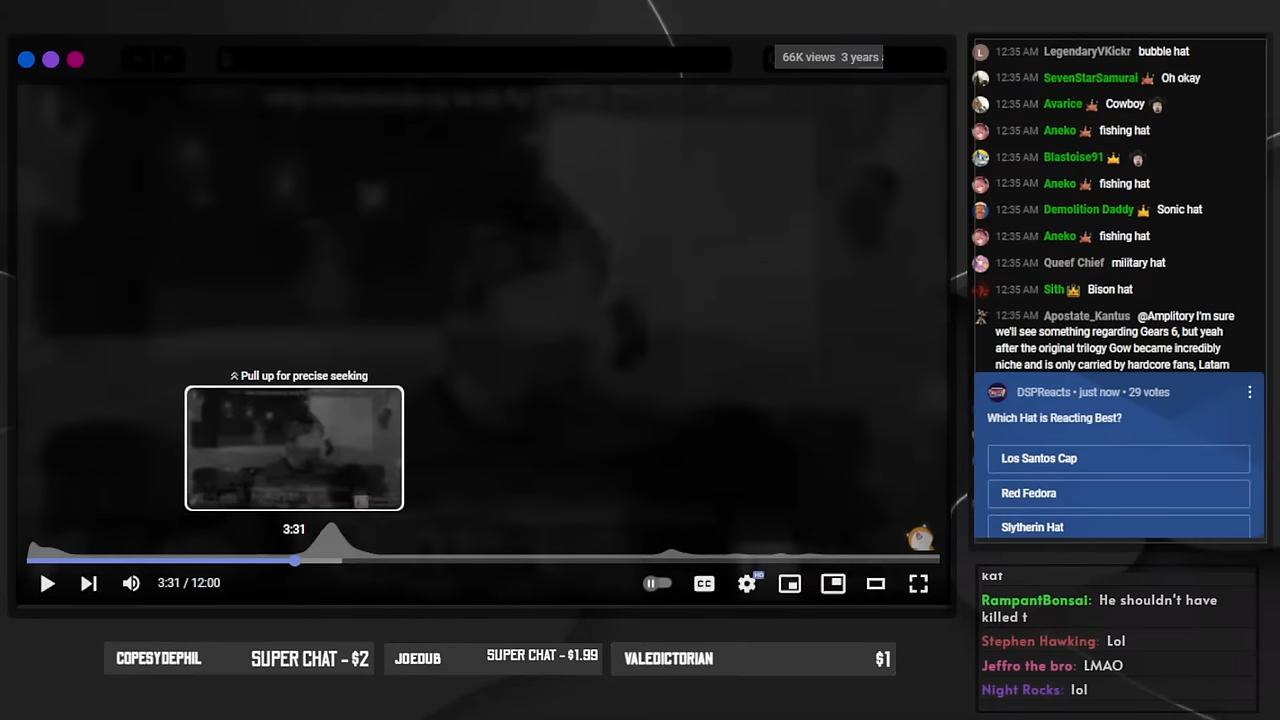 66K views 3 years
Pull up for precise seeking
3:31
3:31 / 12:00
CC
HD
COPESYDEPHIL SUPER CHAT - $2
JOEDUB SUPER CHAT - $1.99
VALEDICTORIAN $1
L 12:35 AM LegendaryVKickr bubble hat
12:35 AM SevenStarSamurai Oh okay
12:35 AM Avarice Cowboy
12:35 AM Aneko fishing hat
12:35 AM Blastoise91
12:35 AM Aneko fishing hat
12:35 AM Demolition Daddy Sonic hat
12:35 AM Aneko fishing hat
12:35 AM Queef Chief military hat
12:35 AM Sith Bison hat
12:35 AM Apostate_Kantus @Amplitory I'm sure
we'll see something regarding Gears 6, but yeah
after the original trilogy Gow became incredibly
niche and is only carried by hardcore fans, Latam
DSPReacts • just now • 29 votes
Which Hat is Reacting Best?
Los Santos Cap
Red Fedora
Slytherin Hat
kat
RampantBonsai: He shouldn't have
killed t
Stephen Hawking: Lol
Jeffro the bro: LMAO
Night Rocks: lol